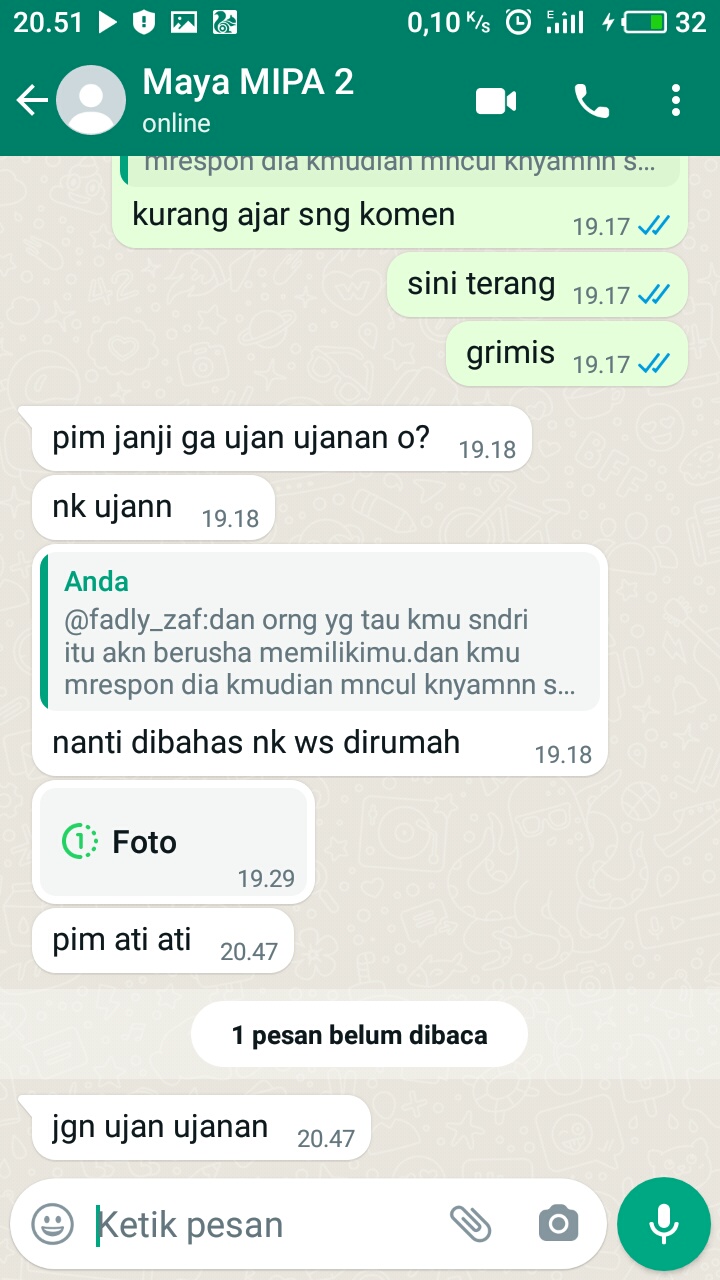 20.51
0,10 K/s
E
32
Maya MIPA 2
online
mrespon dia kmudian mncul knyamnn s...
kurang ajar sng komen 19.17
sini terang 19.17
grimis 19.17
pim janji ga ujan ujanan o? 19.18
nk ujann 19.18
Anda
@fadly_zaf:dan orng yg tau kmu sndri
itu akn berusha memilikimu.dan kmu
mrespon dia kmudian mncul knyamnn s...
nanti dibahas nk ws dirumah 19.18
1 Foto
19.29
pim ati ati 20.47
1 pesan belum dibaca
jgn ujan ujanan 20.47
Ketik pesan